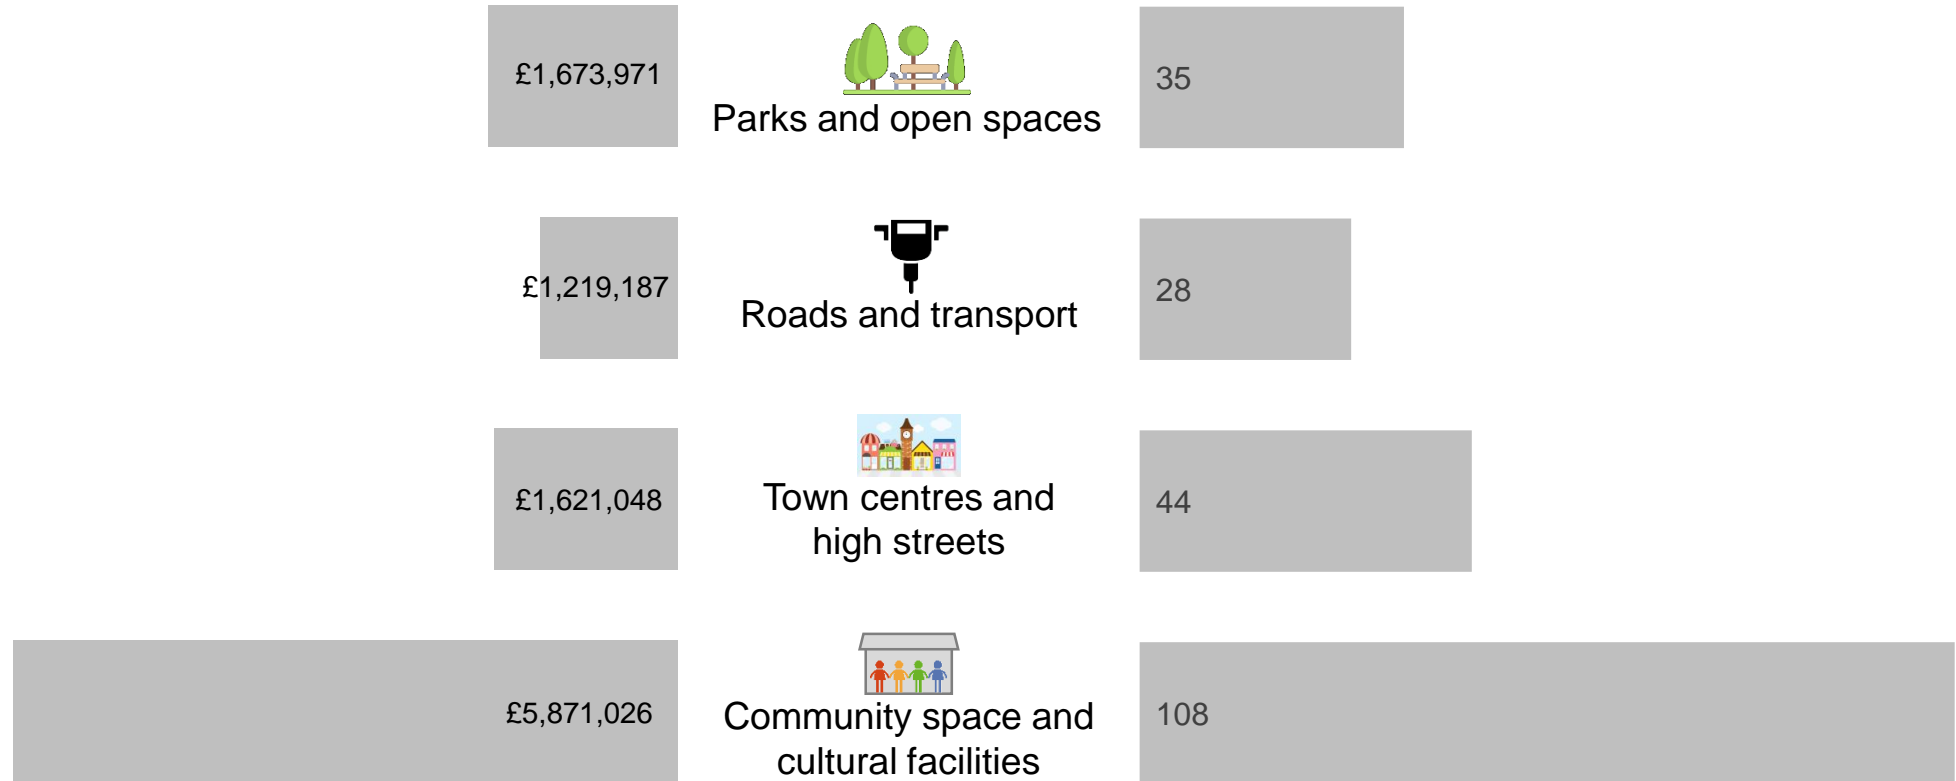 £1,673,971
Parks and open spaces
35
£1,219,187
Roads and transport
28
£1,621,048
Town centres and
high streets
44
£5,871,026
Community space and
cultural facilities
108